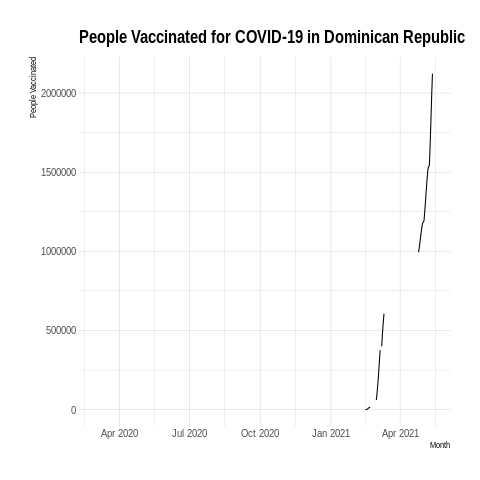 People Vaccinated for COVID-19 in Dominican Republic
People Vaccinated
2000000
1500000
1000000
500000
0
Apr 2020 Jul 2020 Oct 2020 Jan 2021 Apr 2021
Month